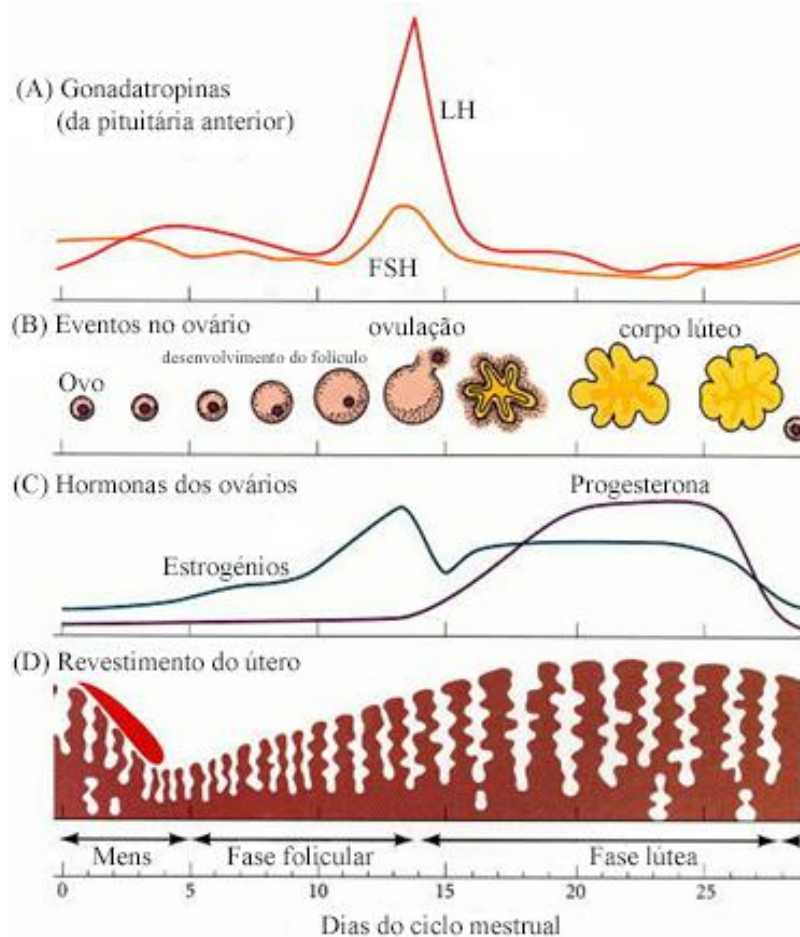 (A) Gonadatropinas
(da pituitária anterior)
LH
FSH
(B) Eventos no ovário
ovulação
corpo lúteo
desenvolvimento do folículo
Ovo
(C) Hormonas dos ovários
Progesterona
Estrogénios
(D) Revestimento do útero
Mens
Fase folicular
Fase lútea
0 5 10 15 20 25
Dias do ciclo mestrual